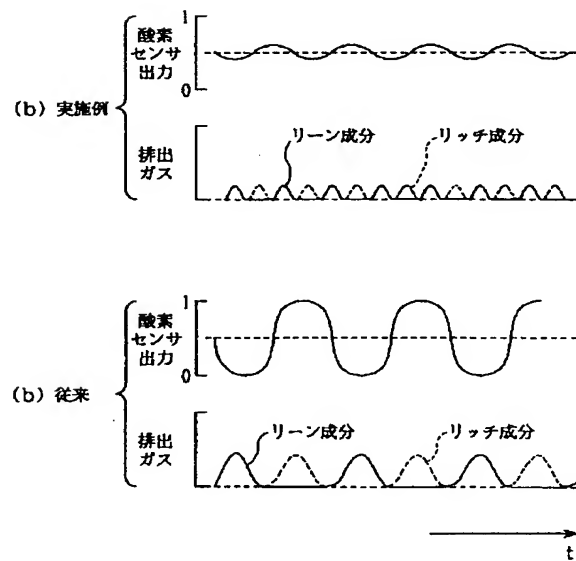 1
酸素
センサ
出力
0
(b) 実施例
排出
ガス
リーン成分
リッチ成分
1
酸素
センサ
出力
0
(b) 従来
排出
ガス
リーン成分
リッチ成分
t